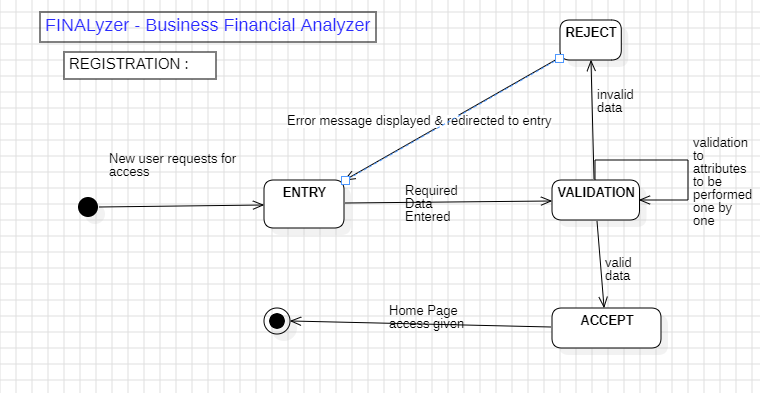 FINALyzer - Business Financial Analyzer
REGISTRATION :
REJECT
invalid
data
Error message displayed & redirected to entry
New user requests for
access
ENTRY
Required
Data
Entered
VALIDATION
validation
to
attributes
to be
performed
one by
one
valid
data
Home Page
access given
ACCEPT